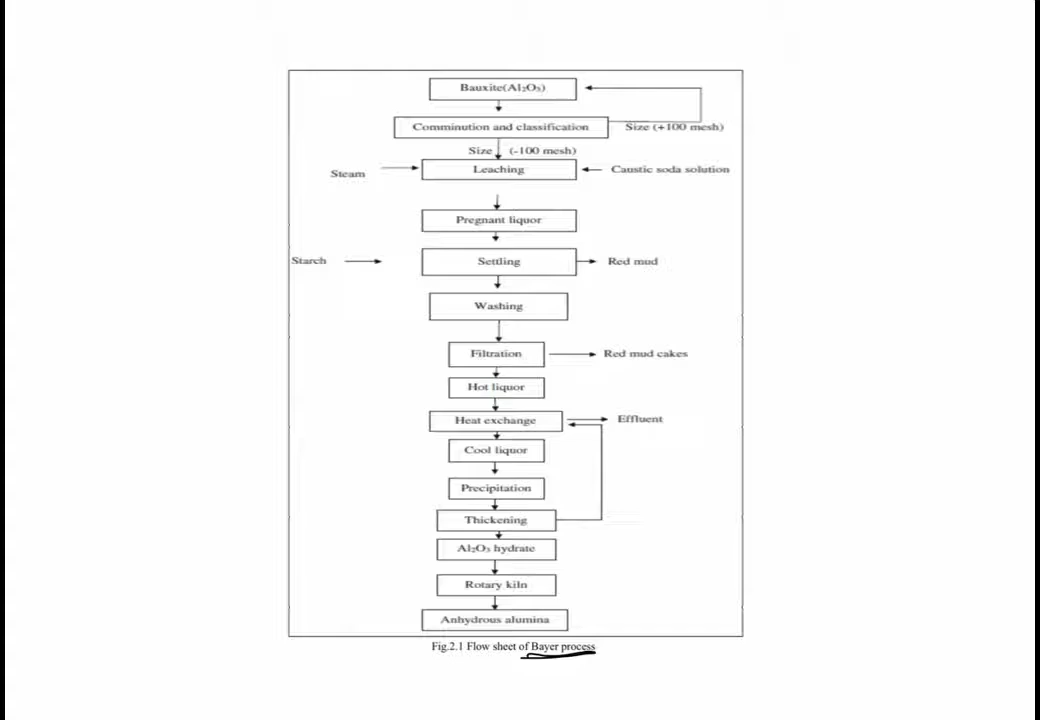 Bauxite(Al₂O₃)
Comminution and classification
Size (+100 mesh)
Size (-100 mesh)
Steam
Leaching
Caustic soda solution
Pregnant liquor
Starch
Settling
Red mud
Washing
Filtration
Red mud cakes
Hot liquor
Heat exchange
Effluent
Cool liquor
Precipitation
Thickening
Al₂O₃ hydrate
Rotary kiln
Anhydrous alumina
Fig.2.1 Flow sheet of Bayer process